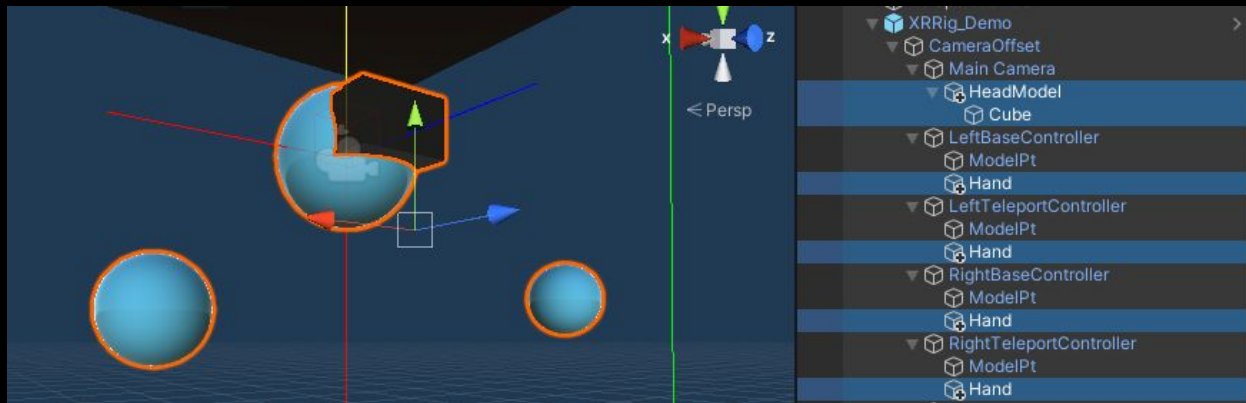 x
z
Persp
XRRig_Demo
CameraOffset
Main Camera
HeadModel
Cube
LeftBaseController
ModelPt
Hand
LeftTeleportController
ModelPt
Hand
RightBaseController
ModelPt
Hand
RightTeleportController
ModelPt
Hand